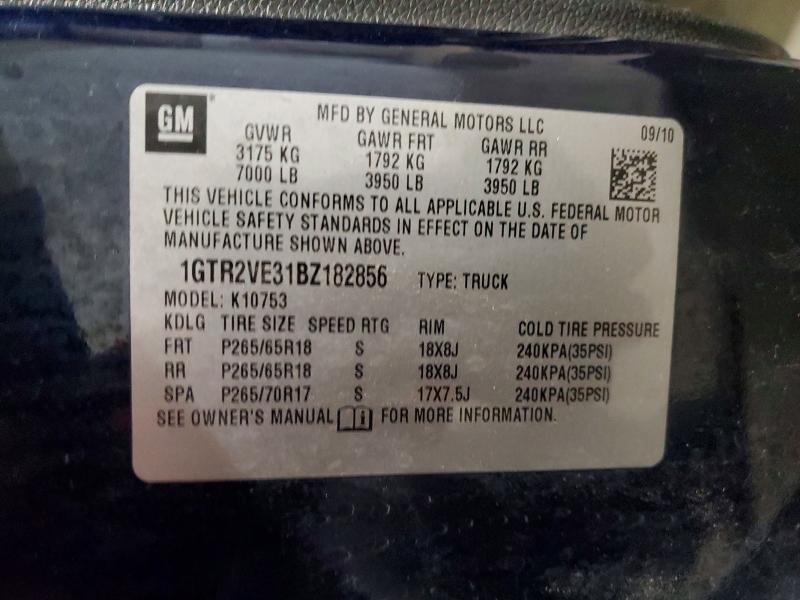 GM
MFD BY GENERAL MOTORS LLC
09/10
GVWR GAWR FRT GAWR RR
3175 KG 1792 KG 1792 KG
7000 LB 3950 LB 3950 LB
THIS VEHICLE CONFORMS TO ALL APPLICABLE U.S. FEDERAL MOTOR
VEHICLE SAFETY STANDARDS IN EFFECT ON THE DATE OF
MANUFACTURE SHOWN ABOVE.
1GTR2VE31BZ182856 TYPE: TRUCK
MODEL: K10753
KDLG TIRE SIZE SPEED RTG RIM COLD TIRE PRESSURE
FRT P265/65R18 S 18X8J 240KPA(35PSI)
RR P265/65R18 S 18X8J 240KPA(35PSI)
SPA P265/70R17 S 17X7.5J 240KPA(35PSI)
SEE OWNER'S MANUAL i FOR MORE INFORMATION.